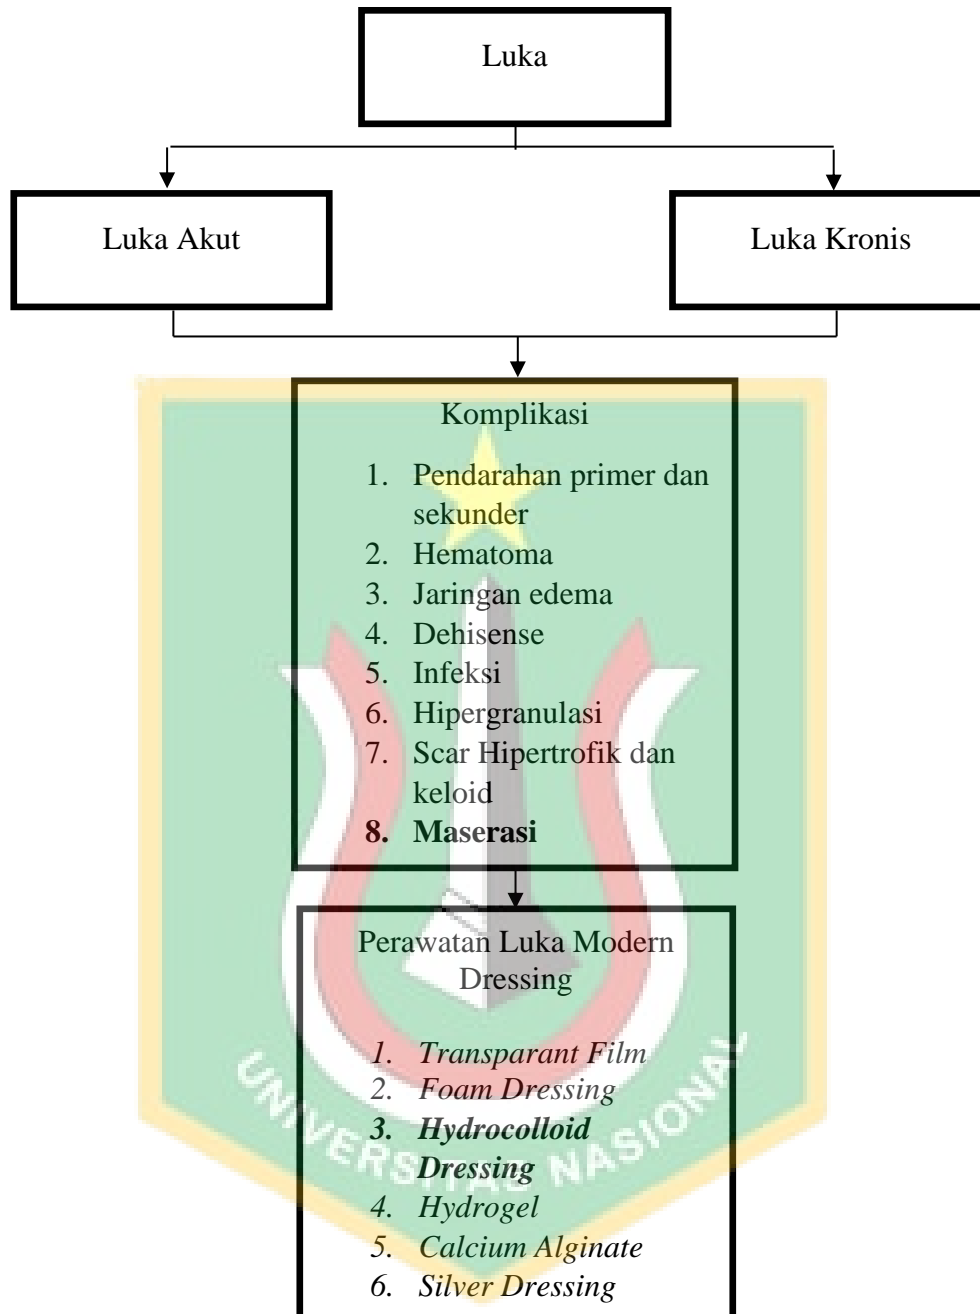 Luka
Luka Akut
Luka Kronis
Komplikasi
1. Pendarahan primer dan
sekunder
2. Hematoma
3. Jaringan edema
4. Dehisense
5. Infeksi
6. Hipergranulasi
7. Scar Hipertrofik dan
keloid
8. Maserasi
Perawatan Luka Modern
Dressing
1. Transparant Film
2. Foam Dressing
3. Hydrocolloid
Dressing
4. Hydrogel
5. Calcium Alginate
6. Silver Dressing
UNIVERSITAS NASIONAL